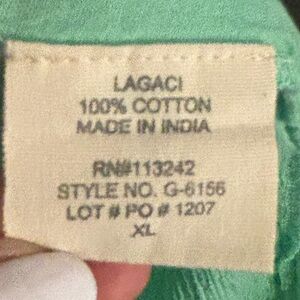 LAGACI
100% COTTON
MADE IN INDIA
RN#113242
STYLE NO. G-6156
LOT # PO # 1207
XL